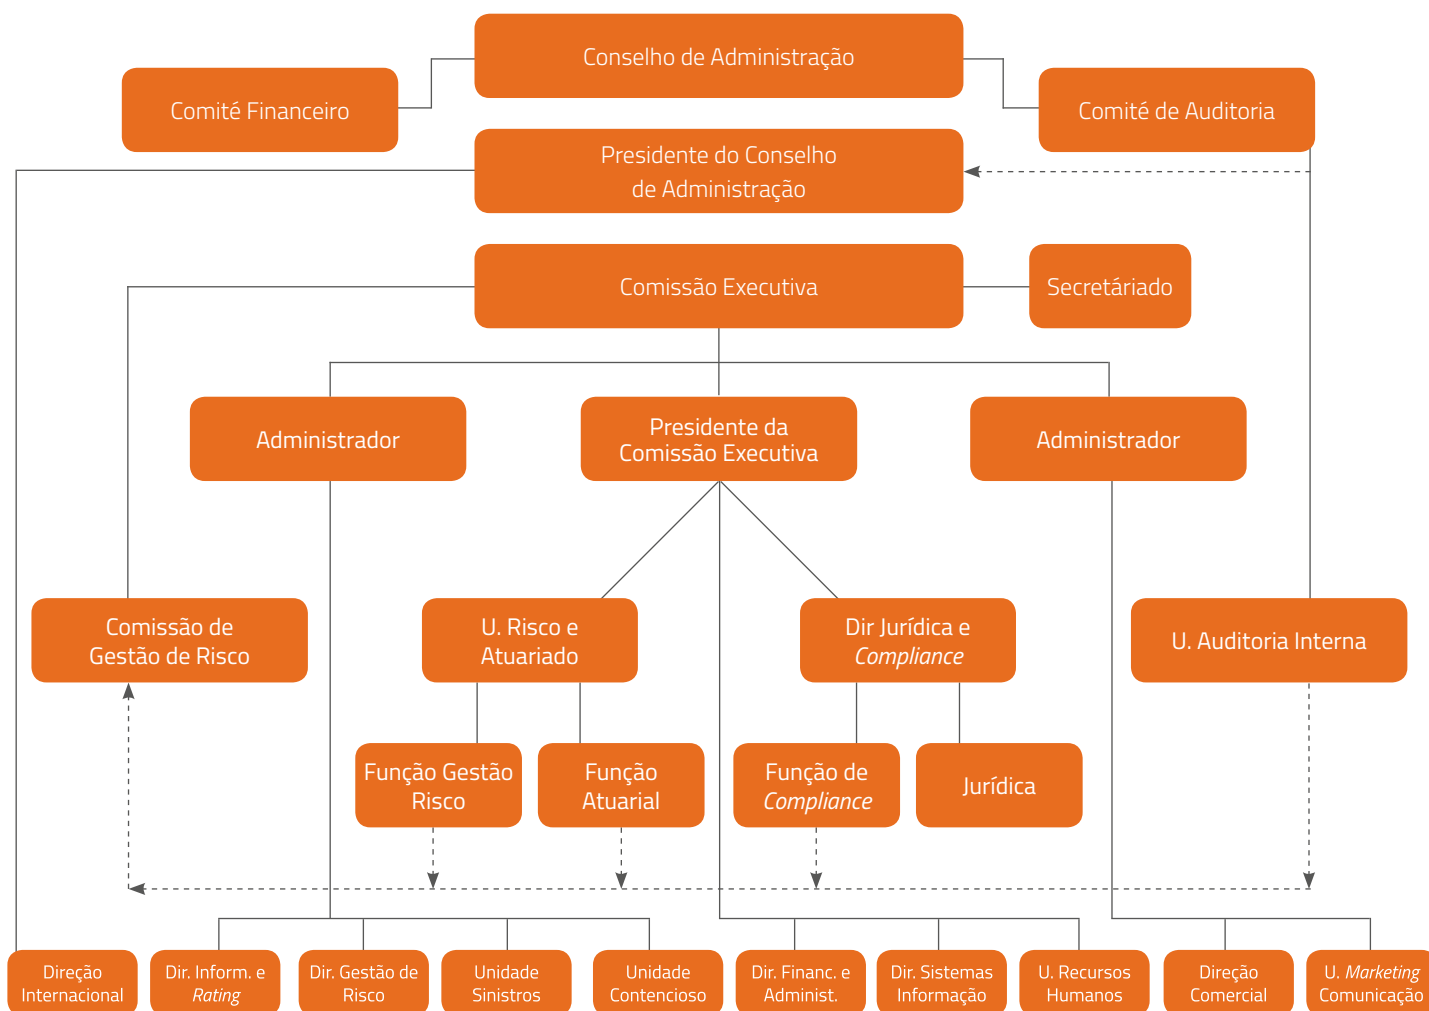 Conselho de Administração
Comité Financeiro
Comité de Auditoria
Presidente do Conselho
de Administração
Comissão Executiva
Secretáriado
Administrador
Presidente da
Comissão Executiva
Administrador
Comissão de
Gestão de Risco
U. Risco e
Atuariado
Dir Jurídica e
Compliance
U. Auditoria Interna
Função Gestão
Risco
Função
Atuarial
Função de
Compliance
Jurídica
Direção
Internacional
Dir. Inform. e
Rating
Dir. Gestão de
Risco
Unidade
Sinistros
Unidade
Contencioso
Dir. Financ. e
Administ.
Dir. Sistemas
Informação
U. Recursos
Humanos
Direção
Comercial
U. Marketing
Comunicação